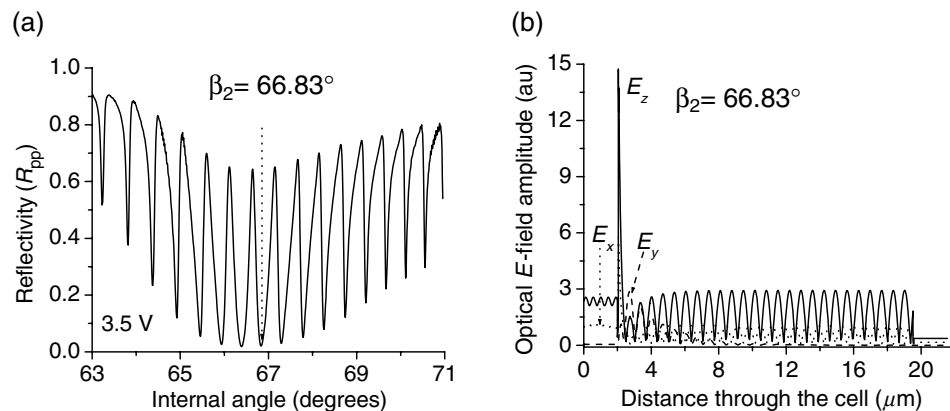 (a)
β₂= 66.83°
1.0
0.8
0.6
0.4
0.2
0.0
Reflectivity (Rpp)
3.5 V
63 65 67 69 71
Internal angle (degrees)
(b)
15
12
9
6
3
0
Optical E-field amplitude (au)
Ez
β₂= 66.83°
Ex
Ey
0 4 8 12 16 20
Distance through the cell (μm)